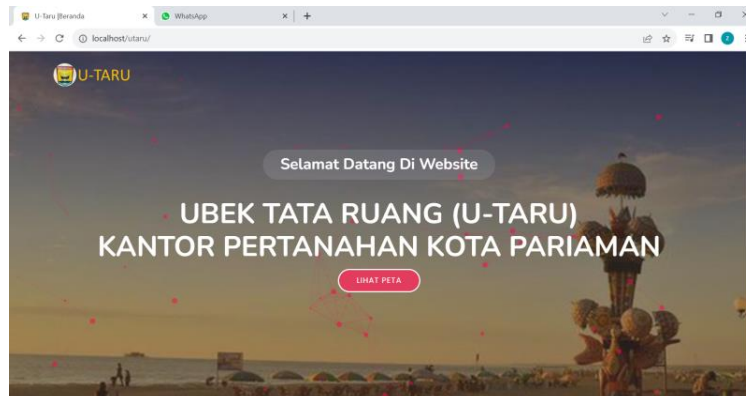 U-Taru |Beranda
WhatsApp
localhost/utaru/
U-TARU
Selamat Datang Di Website
UBEK TATA RUANG (U-TARU)
KANTOR PERTANAHAN KOTA PARIAMAN
LIHAT PETA